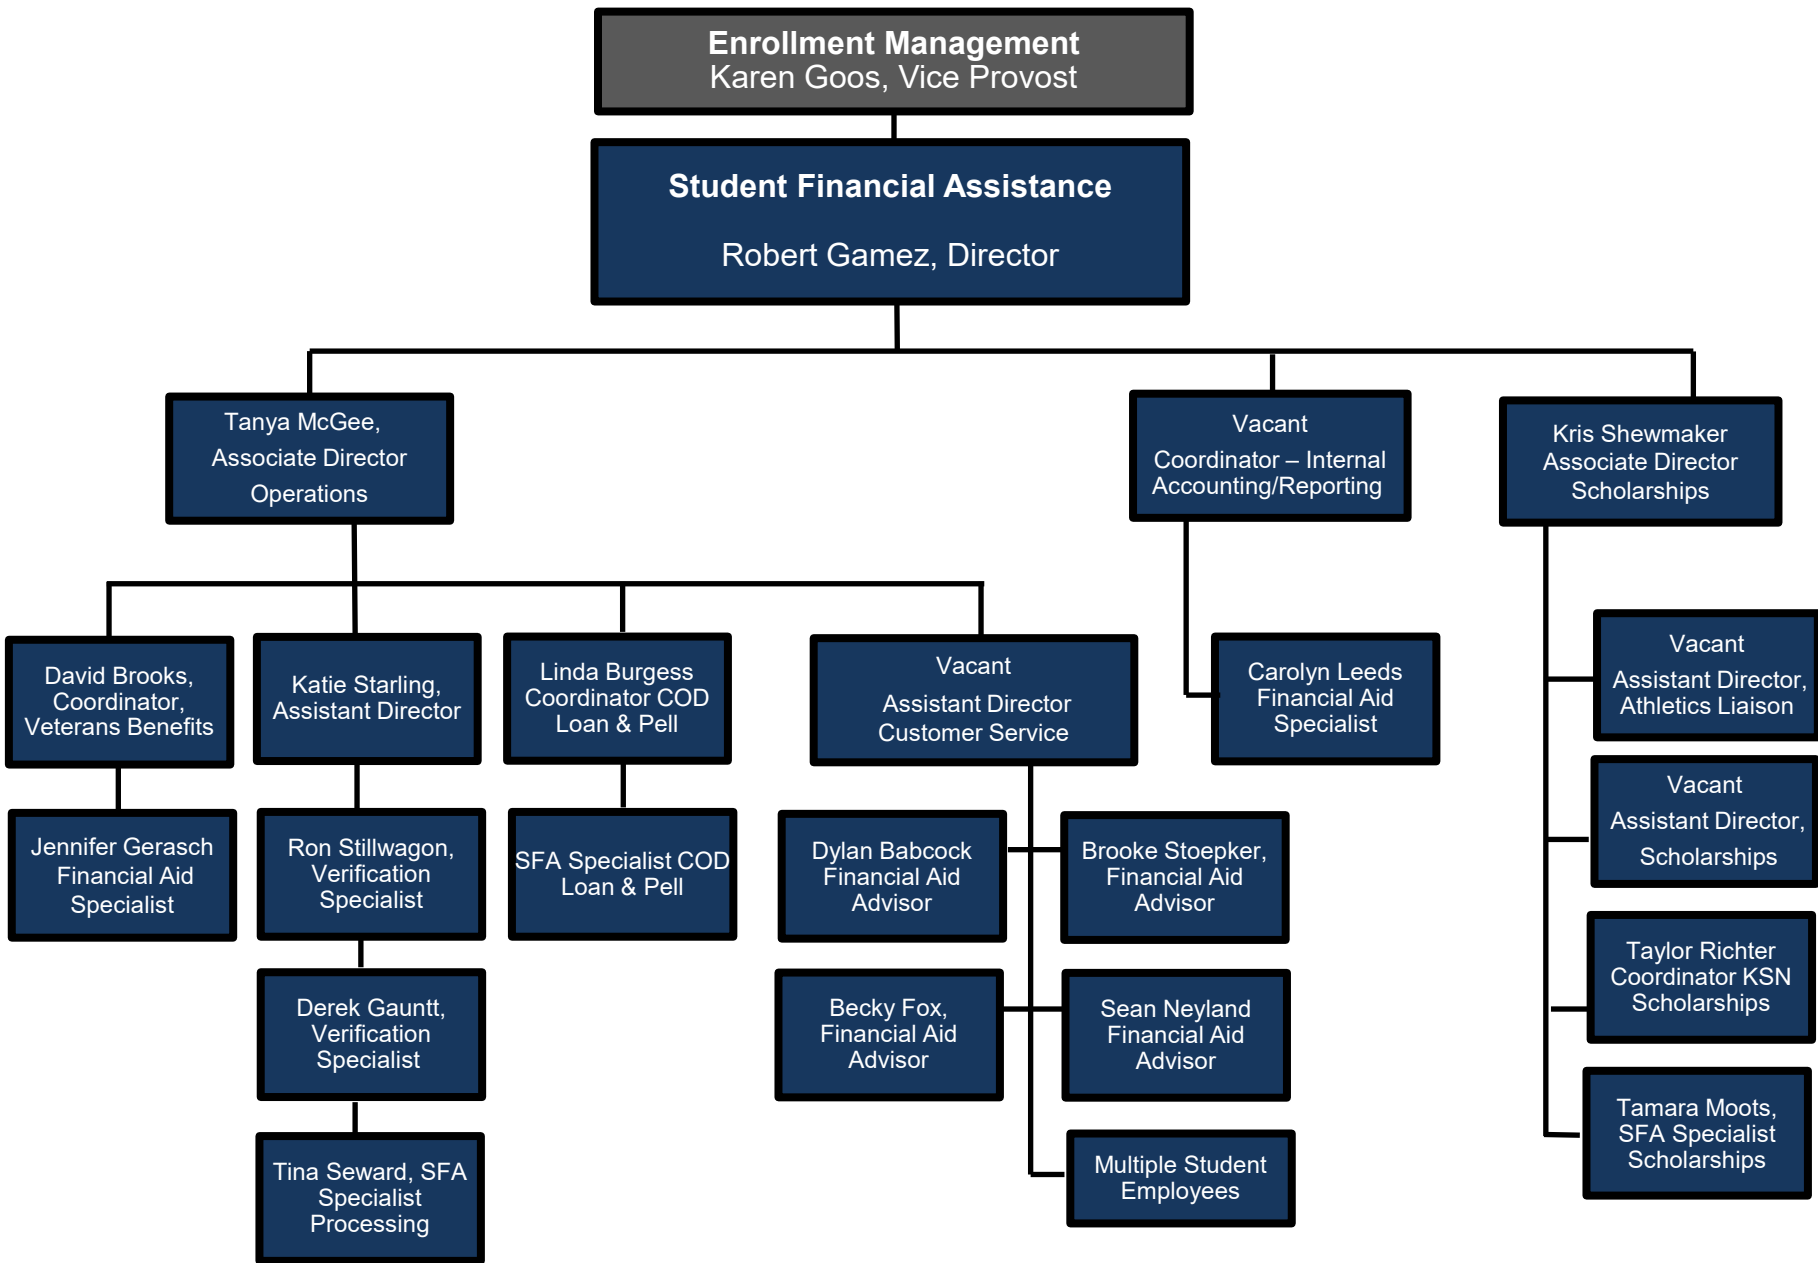 Enrollment Management
Karen Goos, Vice Provost
Student Financial Assistance
Robert Gamez, Director
Tanya McGee,
Associate Director
Operations
Vacant
Coordinator – Internal
Accounting/Reporting
Kris Shewmaker
Associate Director
Scholarships
David Brooks,
Coordinator,
Veterans Benefits
Katie Starling,
Assistant Director
Linda Burgess
Coordinator COD
Loan & Pell
Vacant
Assistant Director
Customer Service
Carolyn Leeds
Financial Aid
Specialist
Vacant
Assistant Director,
Athletics Liaison
Jennifer Gerasch
Financial Aid
Specialist
Ron Stillwagon,
Verification
Specialist
SFA Specialist COD
Loan & Pell
Dylan Babcock
Financial Aid
Advisor
Brooke Stoepker,
Financial Aid
Advisor
Vacant
Assistant Director,
Scholarships
Derek Gauntt,
Verification
Specialist
Becky Fox,
Financial Aid
Advisor
Sean Neyland
Financial Aid
Advisor
Taylor Richter
Coordinator KSN
Scholarships
Tina Seward, SFA
Specialist
Processing
Multiple Student
Employees
Tamara Moots,
SFA Specialist
Scholarships